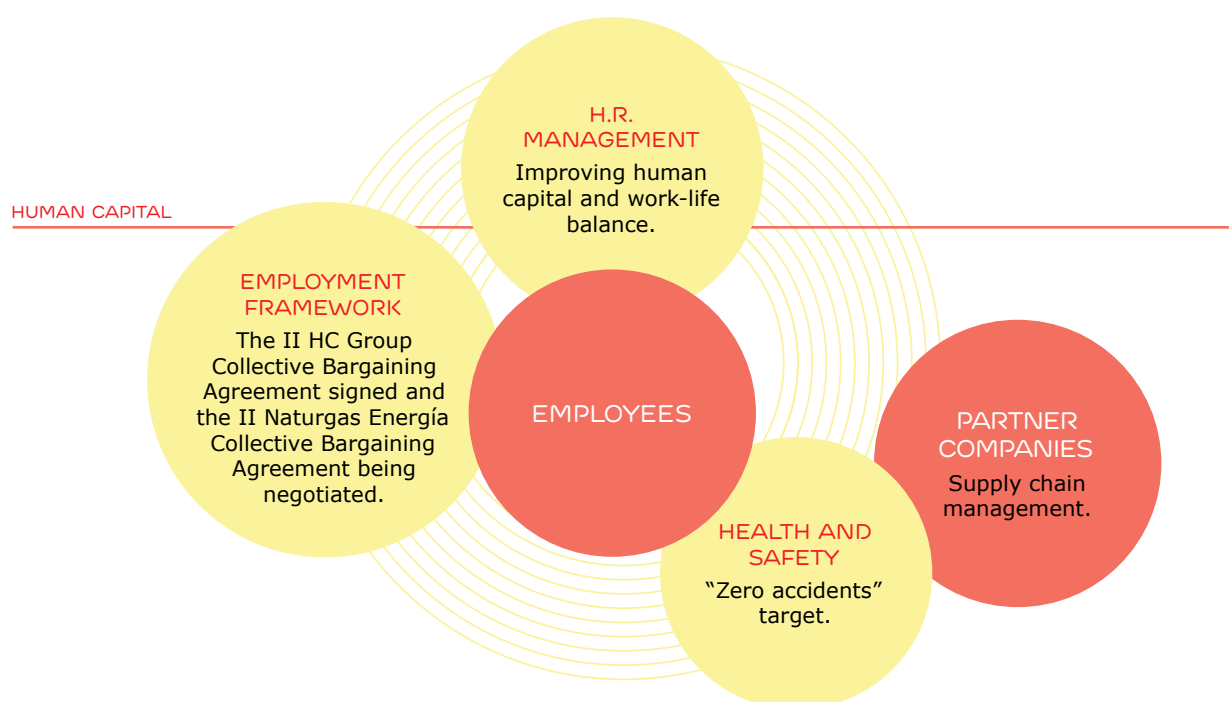 HUMAN CAPITAL
H.R.
MANAGEMENT
Improving human
capital and work-life
balance.
EMPLOYMENT
FRAMEWORK
The II HC Group
Collective Bargaining
Agreement signed and
the II Naturgas Energía
Collective Bargaining
Agreement being
negotiated.
EMPLOYEES
PARTNER
COMPANIES
Supply chain
management.
HEALTH AND
SAFETY
“Zero accidents”
target.